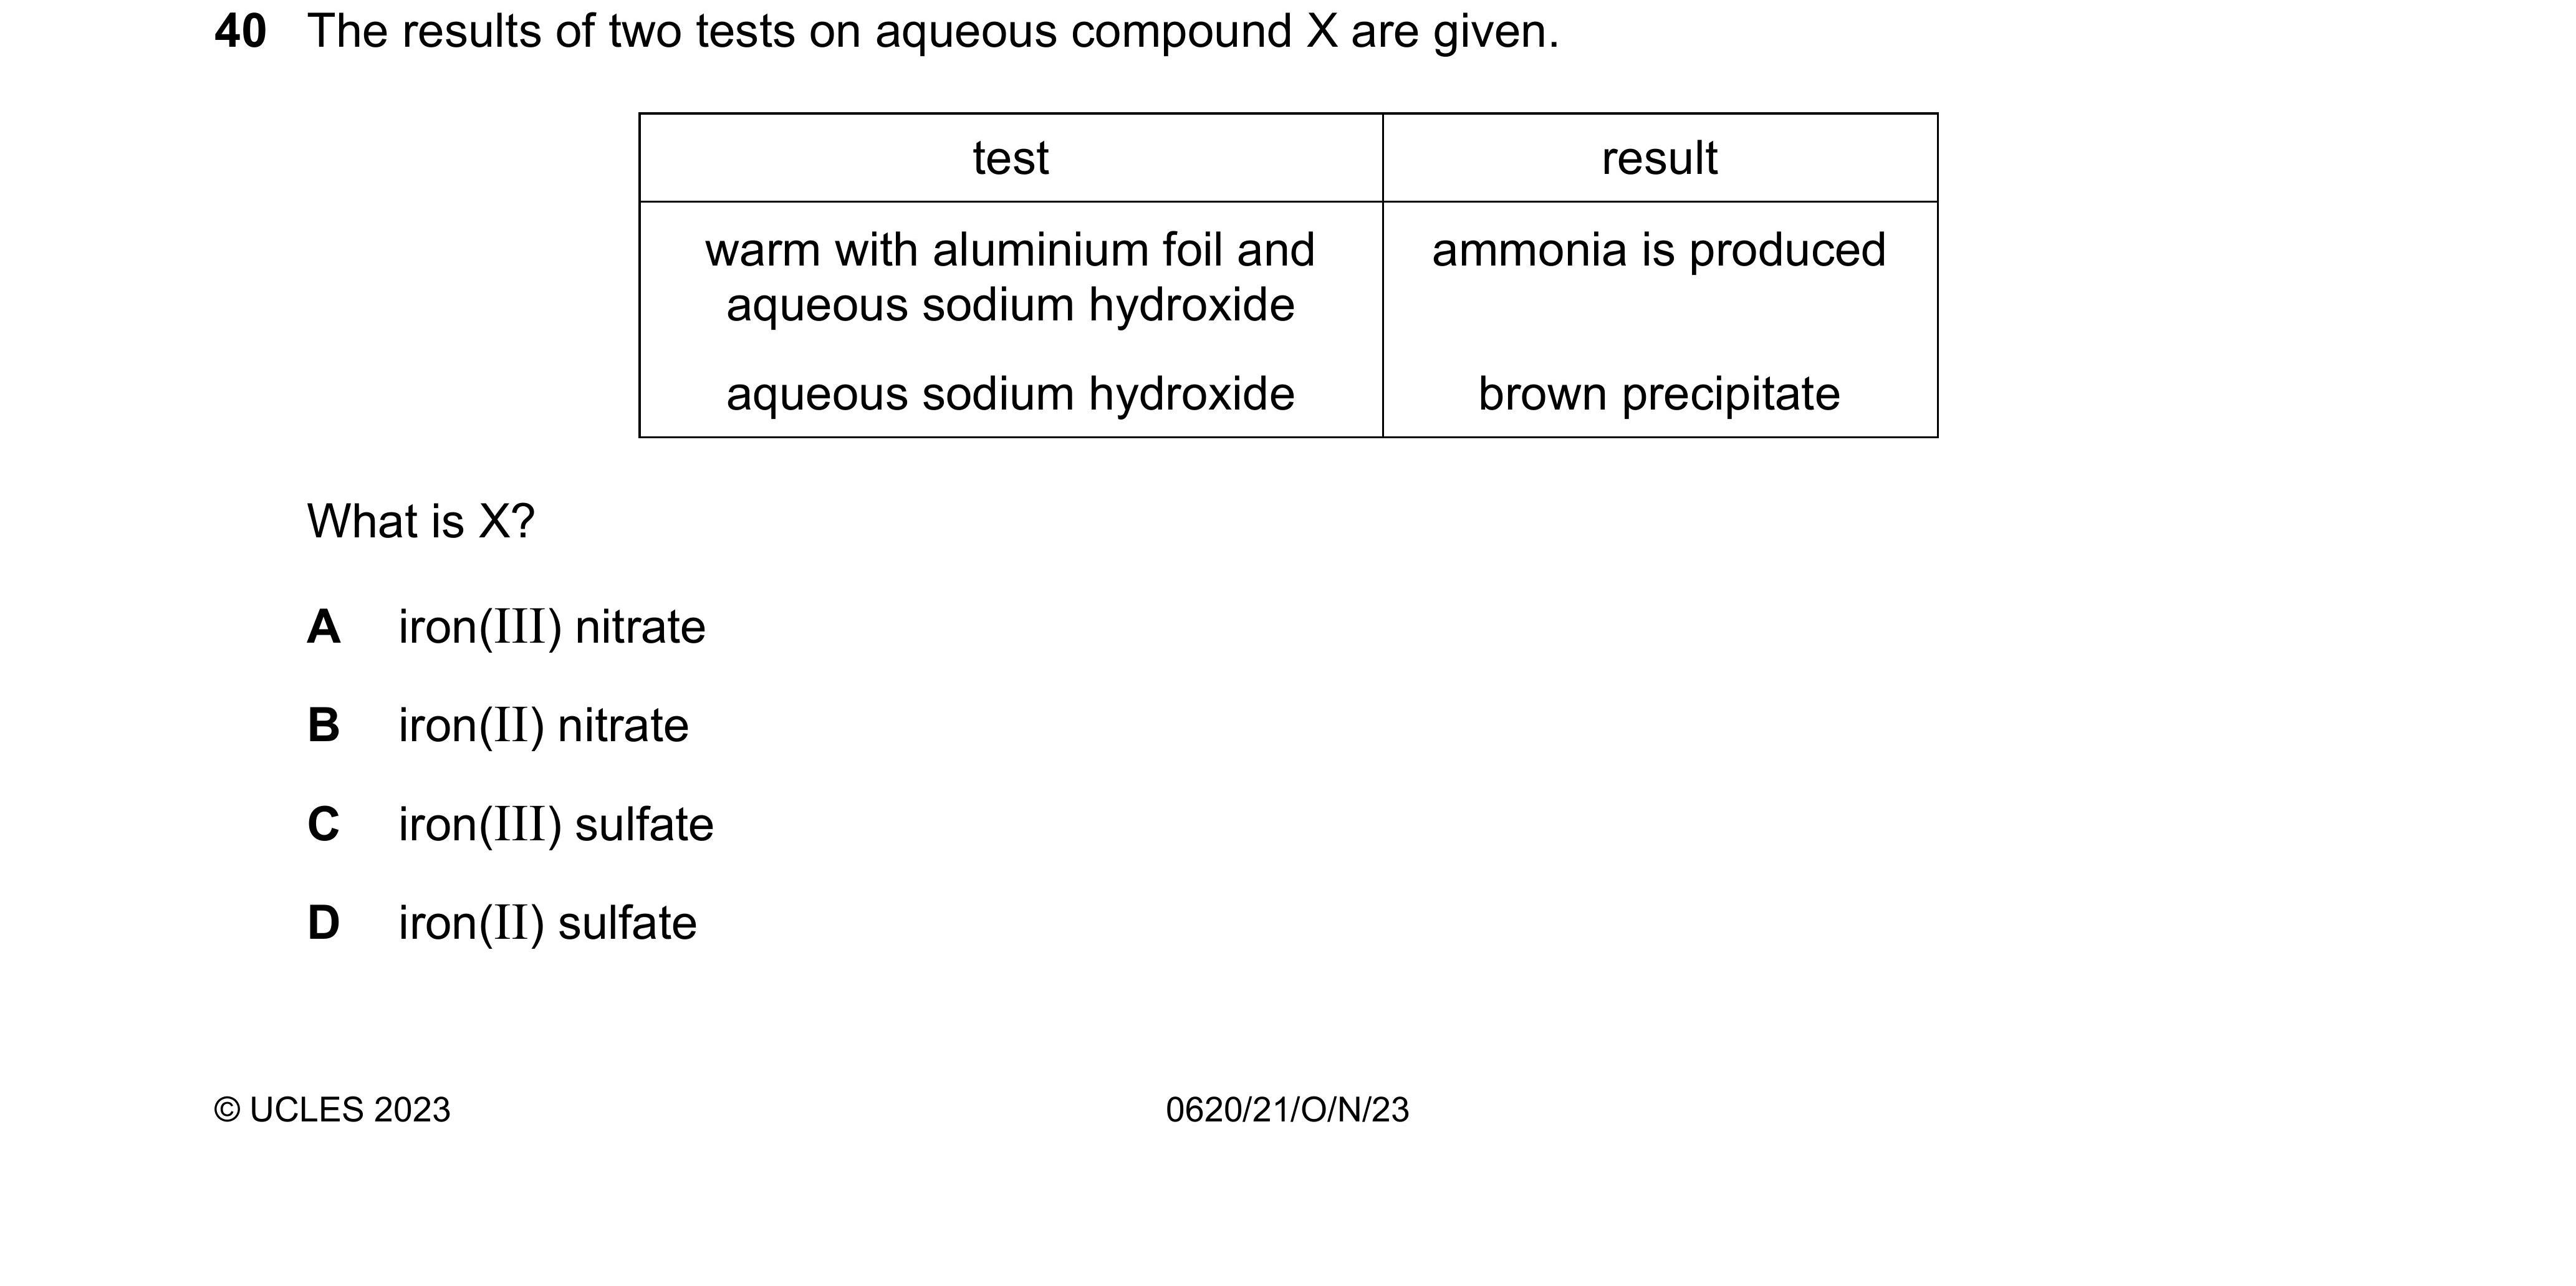 40 The results of two tests on aqueous compound X are given.
test result
warm with aluminium foil and ammonia is produced
aqueous sodium hydroxide
aqueous sodium hydroxide brown precipitate
What is X?
A iron(III) nitrate
B iron(II) nitrate
C iron(III) sulfate
D iron(II) sulfate
© UCLES 2023 0620/21/O/N/23